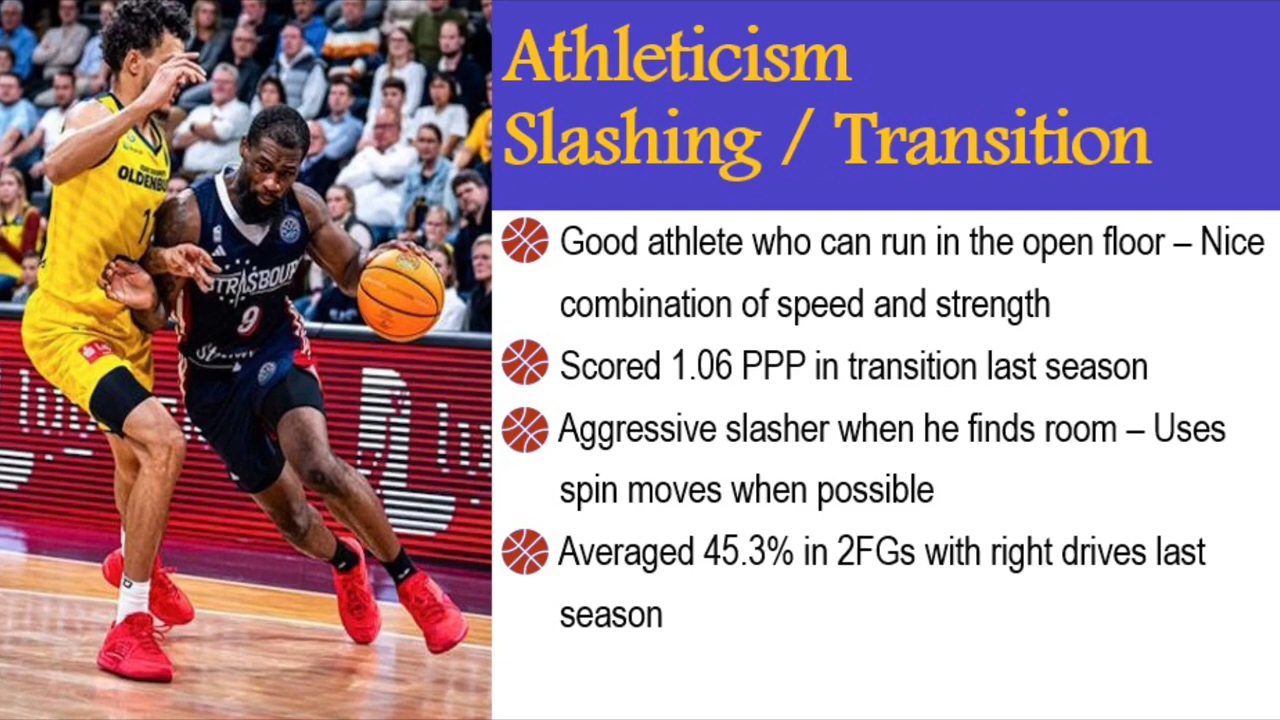 Athleticism
Slashing / Transition
Good athlete who can run in the open floor – Nice
combination of speed and strength
Scored 1.06 PPP in transition last season
Aggressive slasher when he finds room – Uses
spin moves when possible
Averaged 45.3% in 2FGs with right drives last
season
STRASBOUR
9